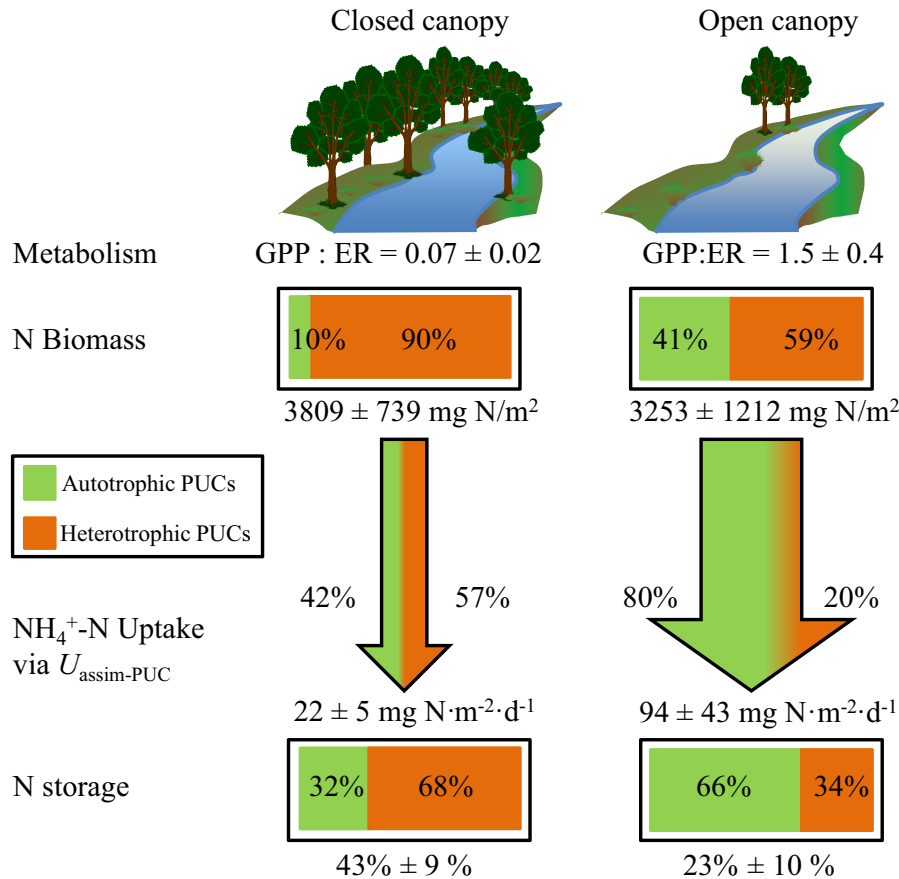 Closed canopy Open canopy
Metabolism GPP : ER = 0.07 ± 0.02 GPP:ER = 1.5 ± 0.4
N Biomass 10% 90% 41% 59%
3809 ± 739 mg N/m² 3253 ± 1212 mg N/m²
Autotrophic PUCs
Heterotrophic PUCs
42% 57% 80% 20%
NH₄⁺-N Uptake
via U assim-PUC
22 ± 5 mg N·m⁻²·d⁻¹ 94 ± 43 mg N·m⁻²·d⁻¹
N storage 32% 68% 66% 34%
43% ± 9 % 23% ± 10 %